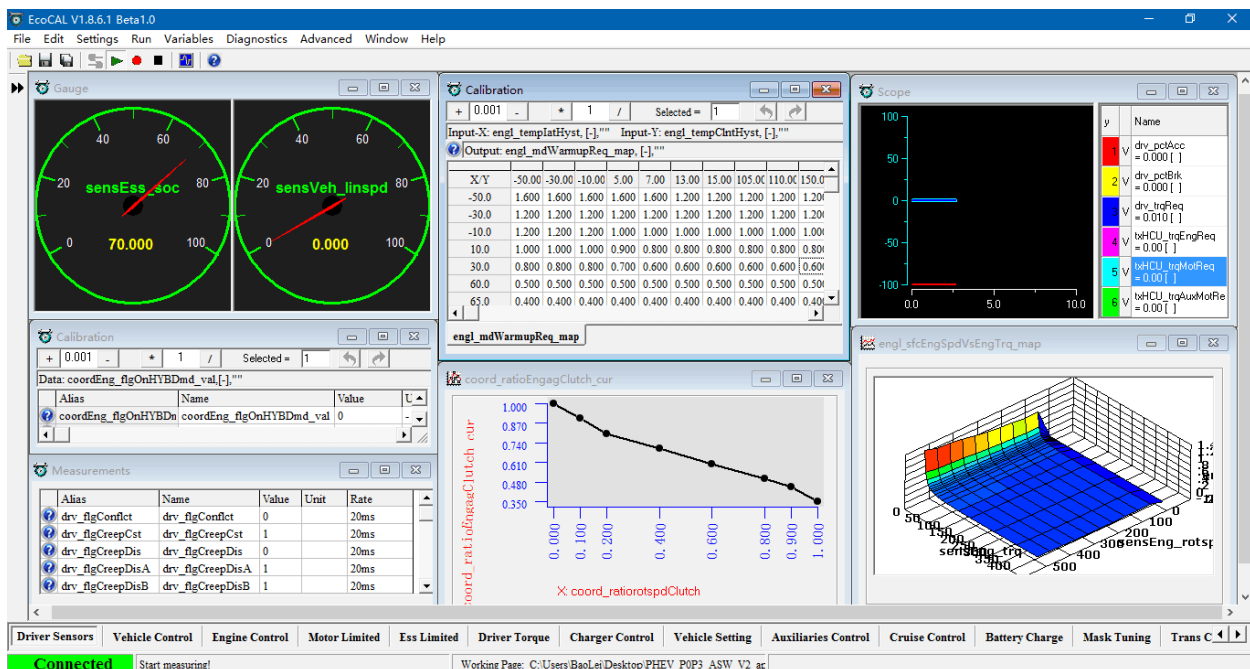 EcoCAL V1.8.6.1 Beta1.0
File Edit Settings Run Variables Diagnostics Advanced Window Help
Gauge
40 60
20 sensEss_soc 80
0 70.000 100
40 60
20 sensVeh_linspd 80
0 0.000 100
Calibration
+ 0.001 - * 1 / Selected = 1
Input-X: engl_tempIatHyst, [-],"" Input-Y: engl_tempClntHyst, [-],""
Output: engl_mdWarmupReq_map, [-],""
X/Y -50.00 -30.00 -10.00 5.00 7.00 13.00 15.00 105.00 110.00 150.0
-50.0 1.600 1.600 1.600 1.600 1.600 1.200 1.200 1.200 1.200 1.200
-30.0 1.200 1.200 1.200 1.200 1.200 1.200 1.200 1.200 1.200 1.200
-10.0 1.200 1.200 1.200 1.000 1.000 1.000 1.000 1.000 1.000 1.000
10.0 1.000 1.000 1.000 0.900 0.800 0.800 0.800 0.800 0.800 0.800
30.0 0.800 0.800 0.800 0.700 0.600 0.600 0.600 0.600 0.600 0.600
60.0 0.500 0.500 0.500 0.500 0.500 0.500 0.500 0.500 0.500 0.500
65.0 0.400 0.400 0.400 0.400 0.400 0.400 0.400 0.400 0.400 0.400
engl_mdWarmupReq_map
Scope
100
50
0
-50
-100
0.0 5.0 10.0
y Name
1 V drv_pctAcc
= 0.000 [ ]
2 V drv_pctBrk
= 0.000 [ ]
3 V drv_trqReq
= 0.010 [ ]
4 V txHCU_trqEngReq
= 0.00 [ ]
5 V txHCU_trqMotReq
= 0.00 [ ]
6 V txHCU_trqAuxMotRe
= 0.00 [ ]
Calibration
+ 0.001 - * 1 / Selected = 1
Data: coordEng_flgOnHYBDmd_val,[-],""
Alias Name Value U
coordEng_flgOnHYBDn coordEng_flgOnHYBDmd_val 0 -
Measurements
Alias Name Value Unit Rate
drv_flgConflct drv_flgConflct 0 20ms
drv_flgCreepCst drv_flgCreepCst 1 20ms
drv_flgCreepDis drv_flgCreepDis 0 20ms
drv_flgCreepDisA drv_flgCreepDisA 1 20ms
drv_flgCreepDisB drv_flgCreepDisB 1 20ms
coord_ratioEngagClutch_cur
coord_ratioEngagClutch cur
1.000
0.870
0.740
0.610
0.480
0.350
0.000 0.100 0.200 0.400 0.600 0.800 0.900 1.000
X: coord_ratiorotspdClutch
engl_sfcEngSpdVsEngTrq_map
0 50 100
400 500
400 300 200 100 0
sensEng_rotsp
Driver Sensors Vehicle Control Engine Control Motor Limited Ess Limited Driver Torque Charger Control Vehicle Setting Auxiliaries Control Cruise Control Battery Charge Mask Tuning Trans C
Connected Start measuring! Working Page: C:\Users\BaoLei\Desktop\PHEV_P0P3_ASW_V2_ar